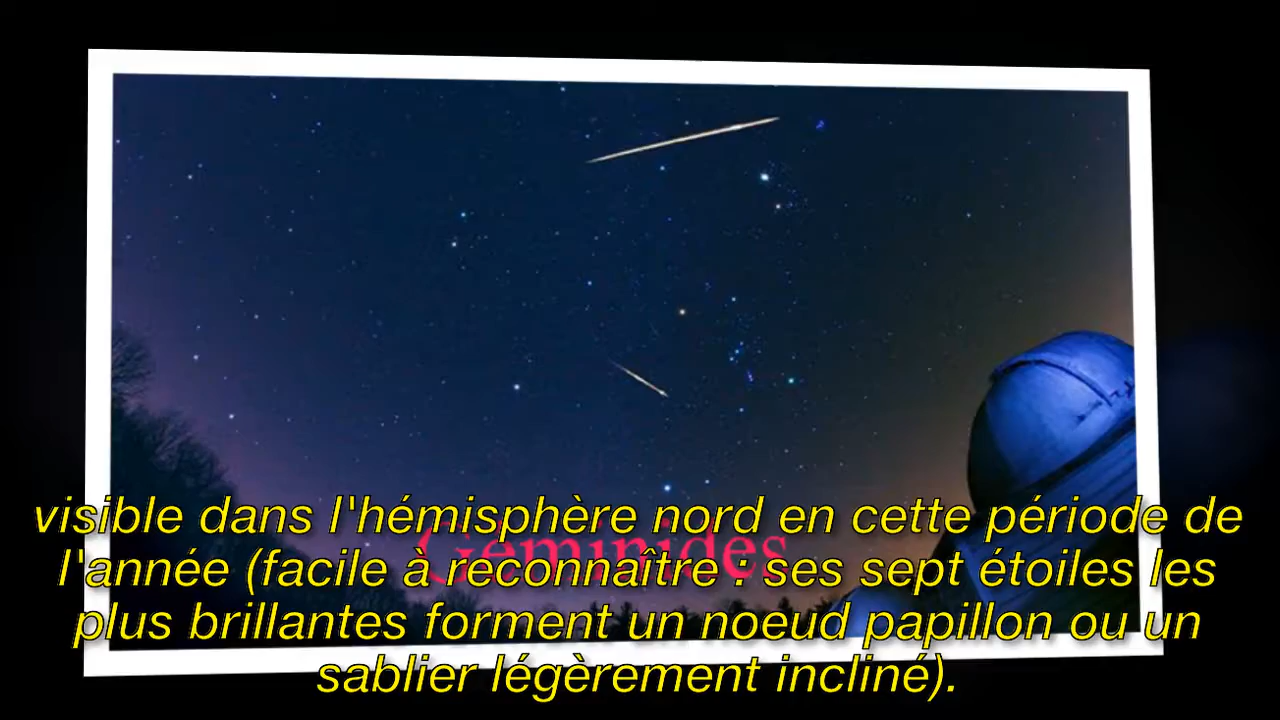 visible dans l'hémisphère nord en cette période de
Géminides
l'année (facile à reconnaître : ses sept étoiles les
plus brillantes forment un noeud papillon ou un
sablier légèrement incliné).